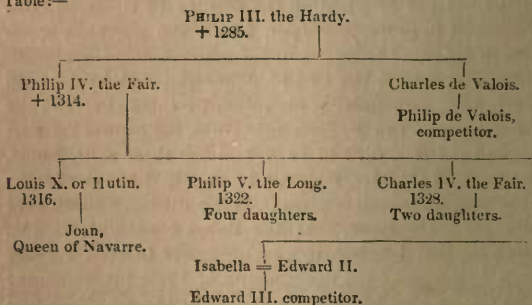 Table:—
PHILIP III. the Hardy.
+ 1285.
Philip IV. the Fair.
+ 1314.
Charles de Valois.
Philip de Valois,
competitor.
Louis X. or Hutin.
1316.
Joan,
Queen of Navarre.
Philip V. the Long.
1322.
Four daughters.
Charles IV. the Fair.
1328.
Two daughters.
Isabella = Edward II.
Edward III. competitor.